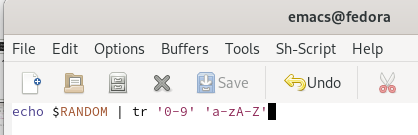 emacs@fedora
File Edit Options Buffers Tools Sh-Script Help
Save Undo
echo $RANDOM | tr '0-9' 'a-zA-Z'